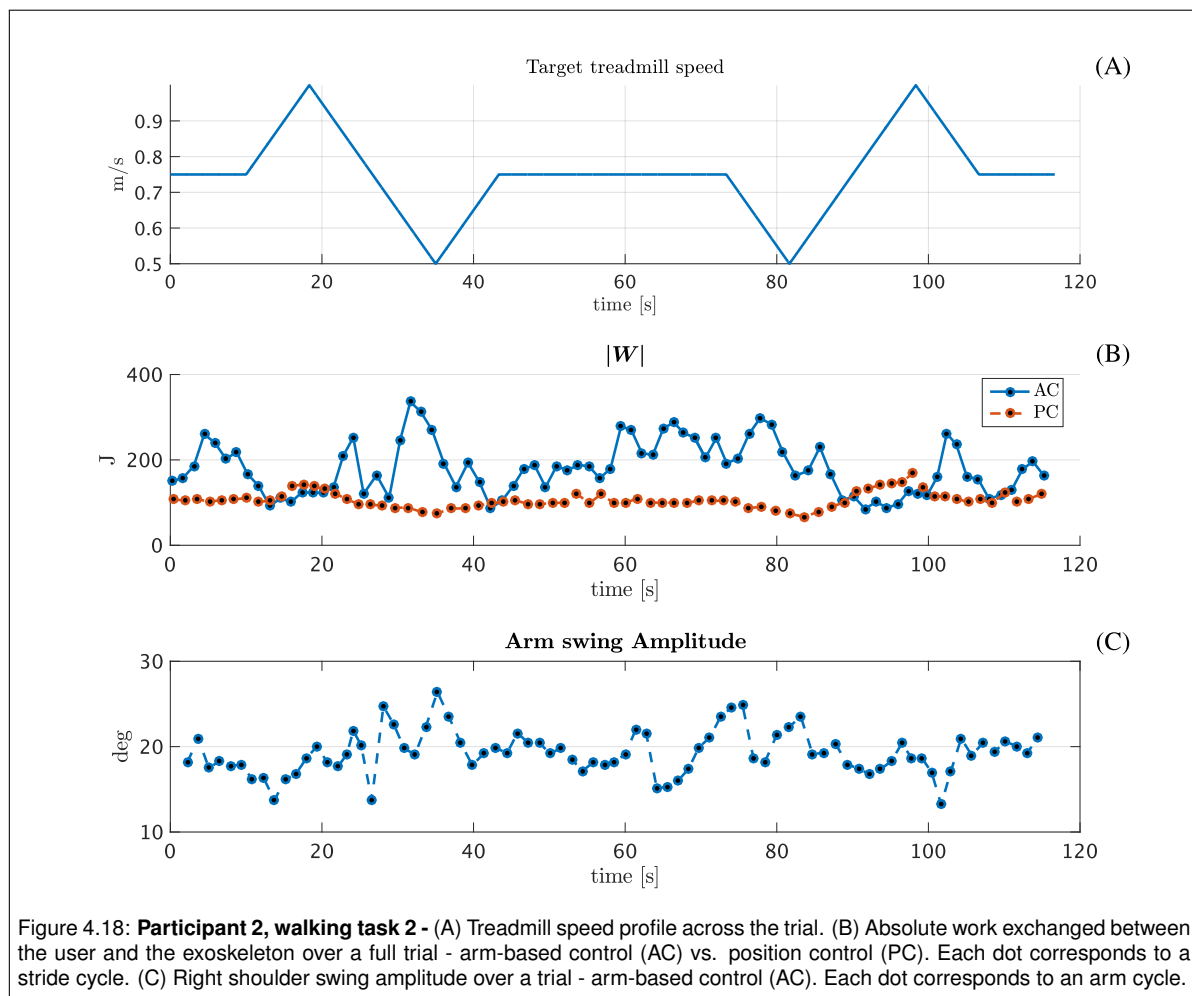 Target treadmill speed
(A)
0.9
0.8
0.7
0.6
0.5
m/s
0 20 40 60 80 100 120
time [s]
|W|
(B)
400
200
0
J
AC
PC
0 20 40 60 80 100 120
time [s]
Arm swing Amplitude
(C)
30
20
10
deg
0 20 40 60 80 100 120
time [s]
Figure 4.18: Participant 2, walking task 2 - (A) Treadmill speed profile across the trial. (B) Absolute work exchanged between
the user and the exoskeleton over a full trial - arm-based control (AC) vs. position control (PC). Each dot corresponds to a
stride cycle. (C) Right shoulder swing amplitude over a trial - arm-based control (AC). Each dot corresponds to an arm cycle.